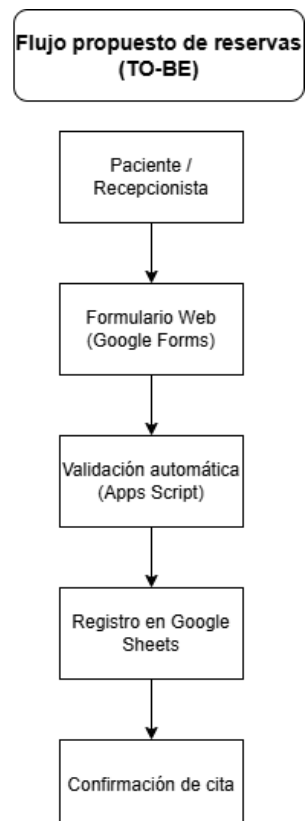 Flujo propuesto de reservas
(TO-BE)
Paciente /
Recepcionista
Formulario Web
(Google Forms)
Validación automática
(Apps Script)
Registro en Google
Sheets
Confirmación de cita